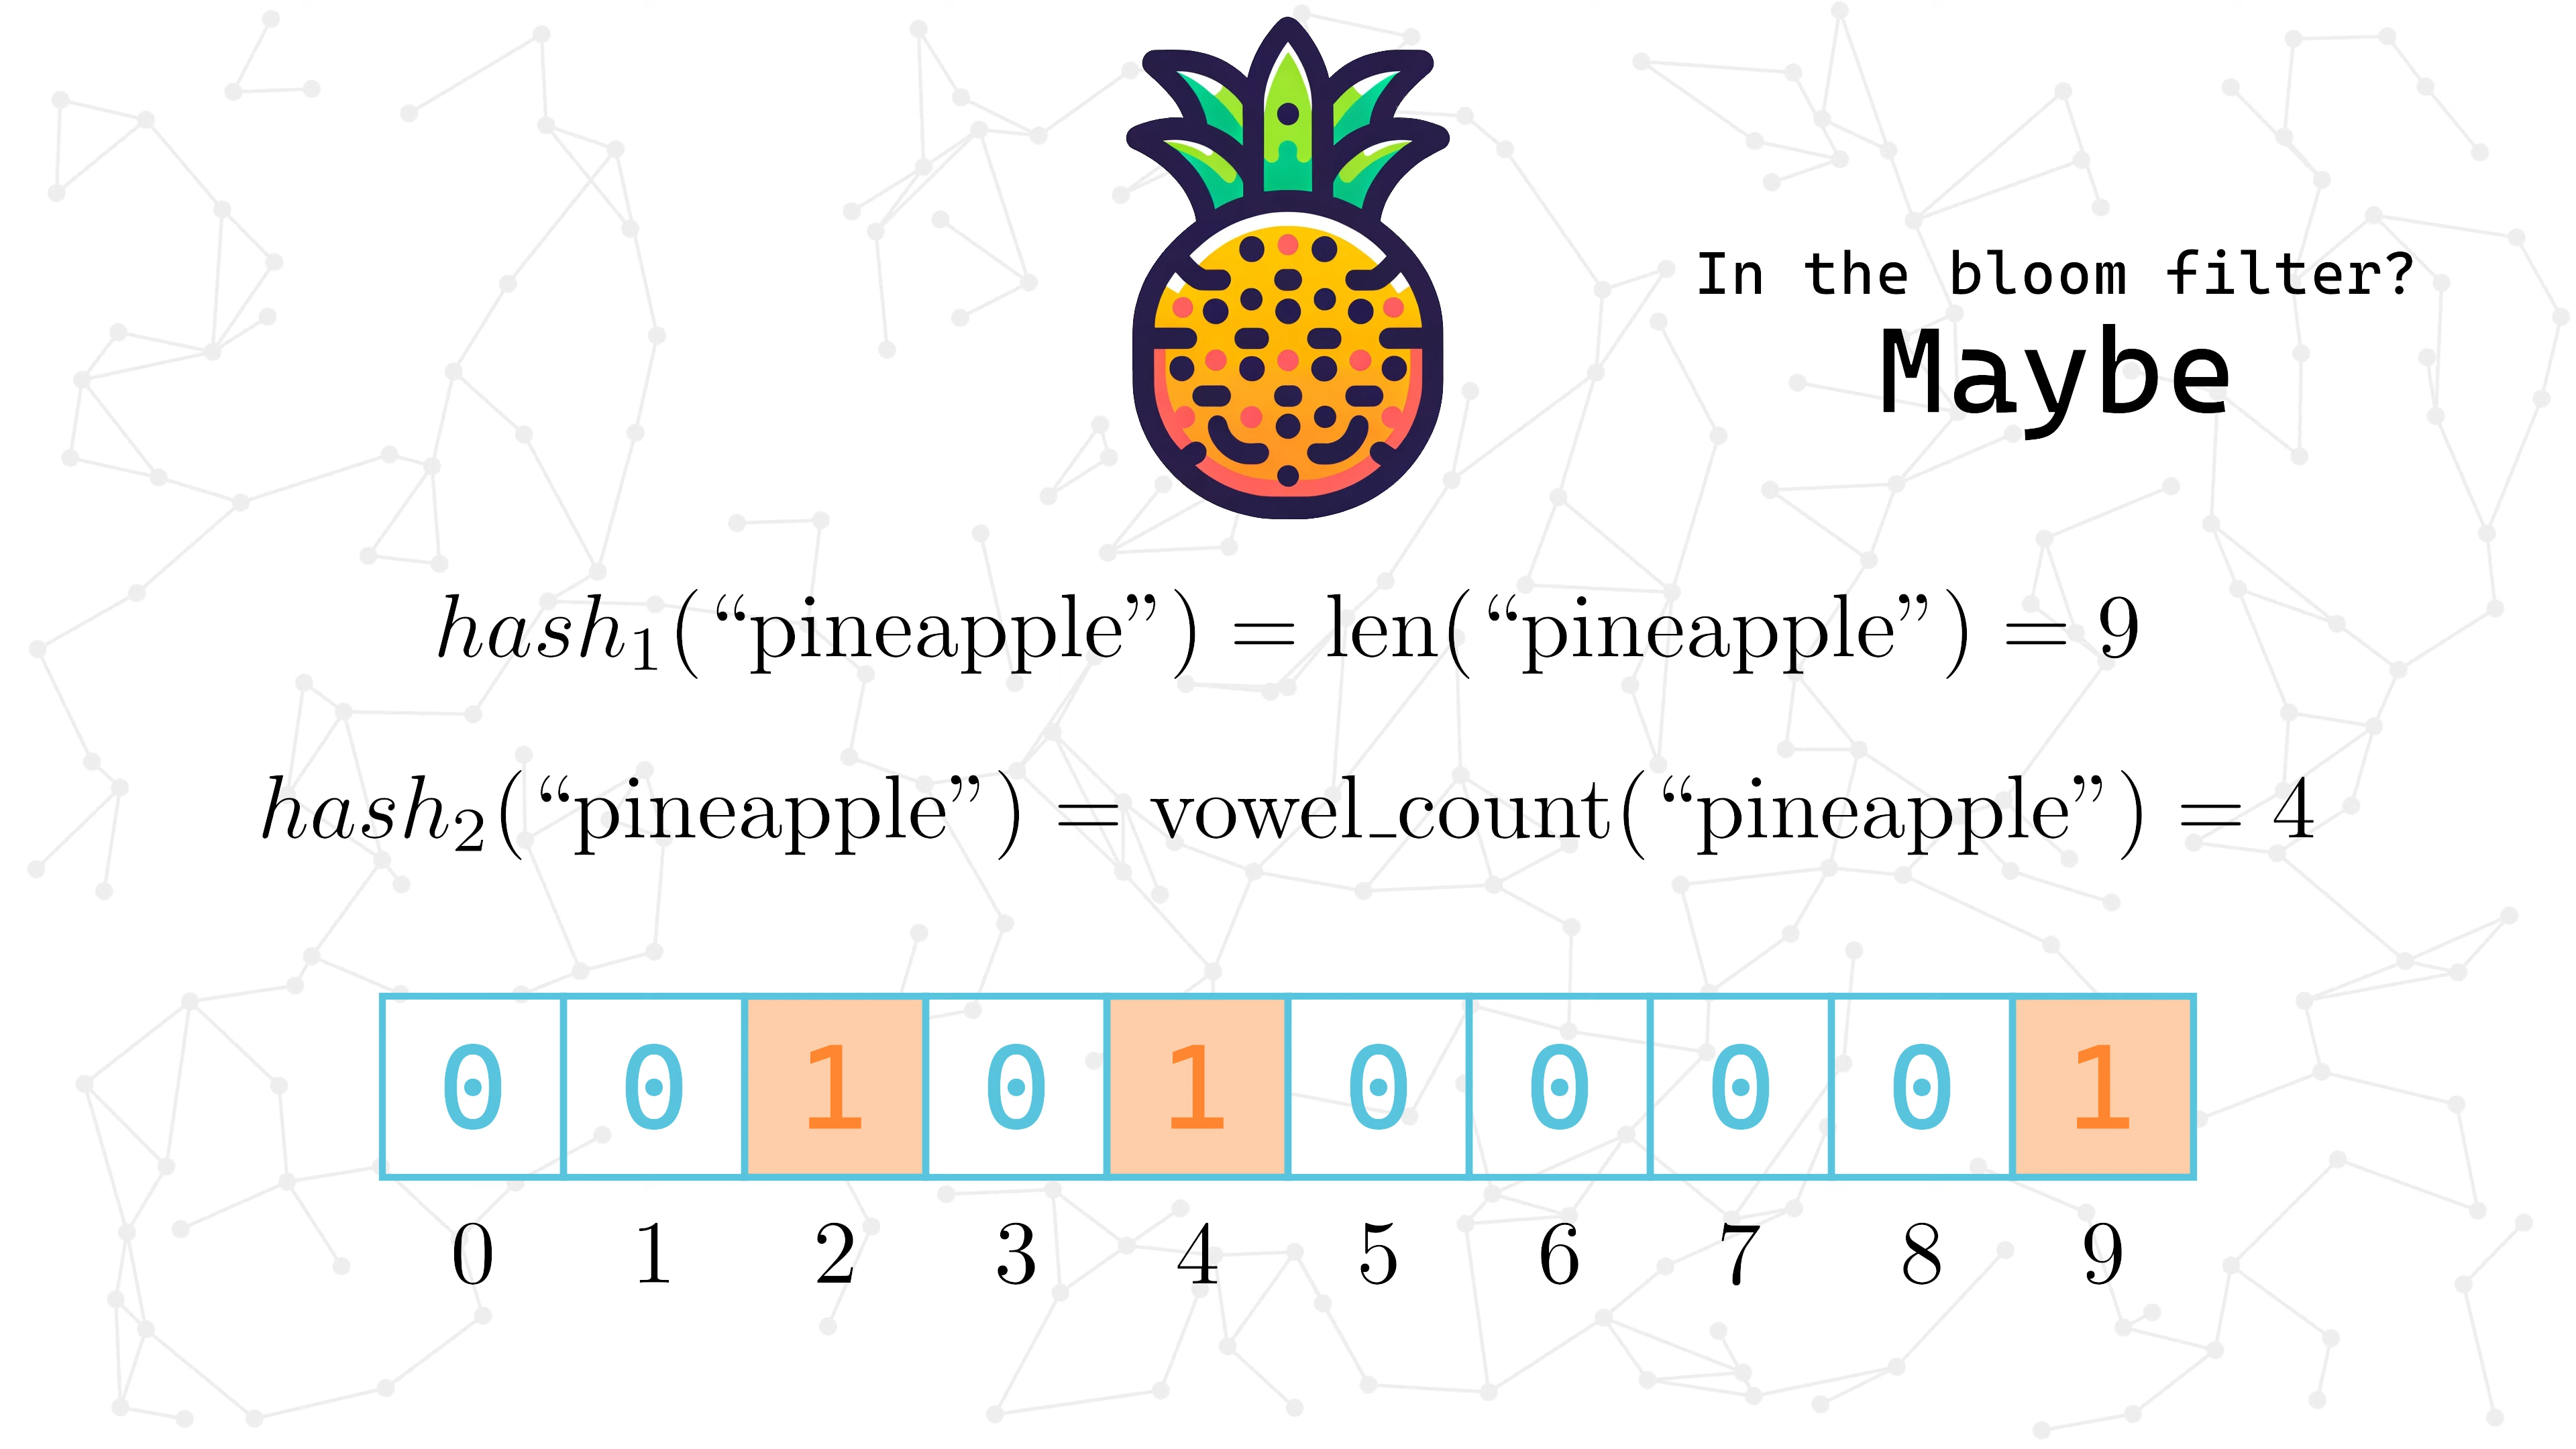 In the bloom filter?
Maybe
hash₁(“pineapple”) = len(“pineapple”) = 9
hash₂(“pineapple”) = vowel_count(“pineapple”) = 4
0 0 1 0 1 0 0 0 0 1
0 1 2 3 4 5 6 7 8 9